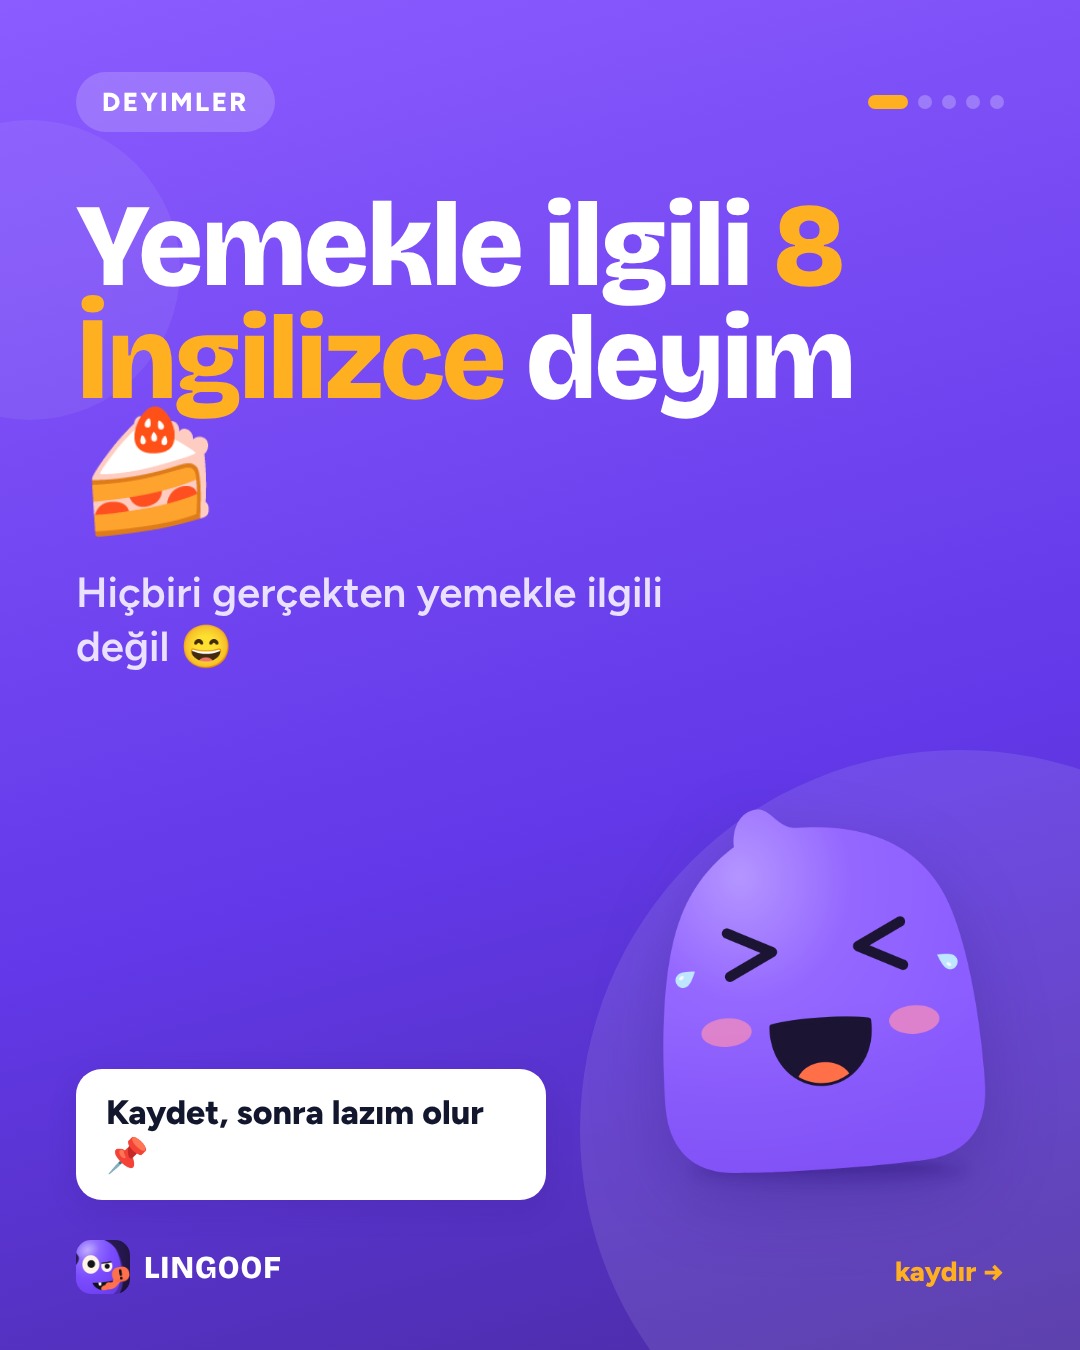 DEYIMLER
Yemekle ilgili 8
İngilizce deyim
🍰
Hiçbiri gerçekten yemekle ilgili
değil 😄
Kaydet, sonra lazım olur
📌
LINGOOF
kaydır →